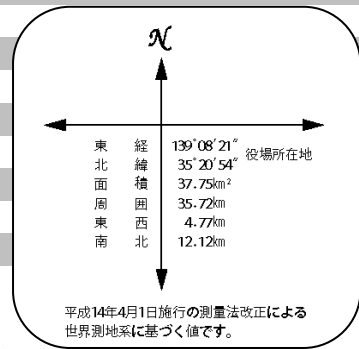 N
東経 139°08′21″ 役場所在地
北緯 35°20′54″
面積 37.75km²
周囲 35.72km
東西 4.77km
南北 12.12km
平成14年4月1日施行の測量法改正による
世界測地系に基づく値です。